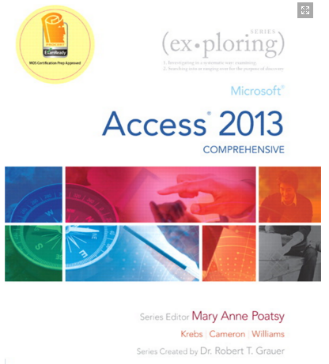 SERIES
(ex•ploring)
Microsoft®
Access® 2013
COMPREHENSIVE
Series Editor Mary Anne Poatsy
Krebs | Cameron | Williams
Series Created by Dr. Robert T. Grauer